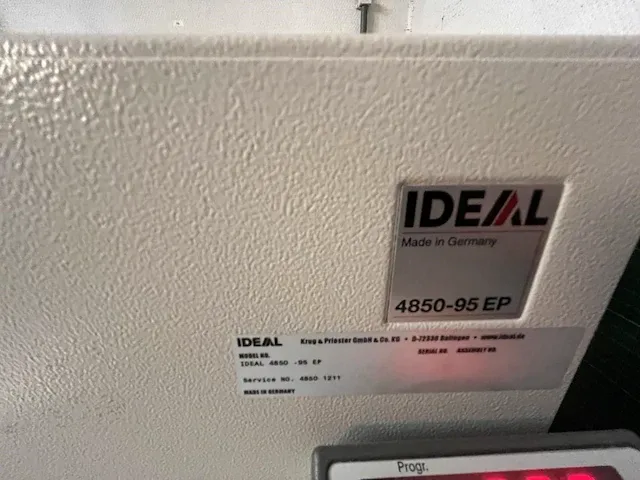 IDEAL
Made in Germany
4850-95 EP
IDEAL Krug & Priester GmbH & Co. KG • D-72336 Balingen • www.ideal.de
MODEL NO. SERIAL NO. ASSEMBLY NO.
IDEAL 4850 -95 EP
Service NO. 4850 1211
MADE IN GERMANY
Progr.